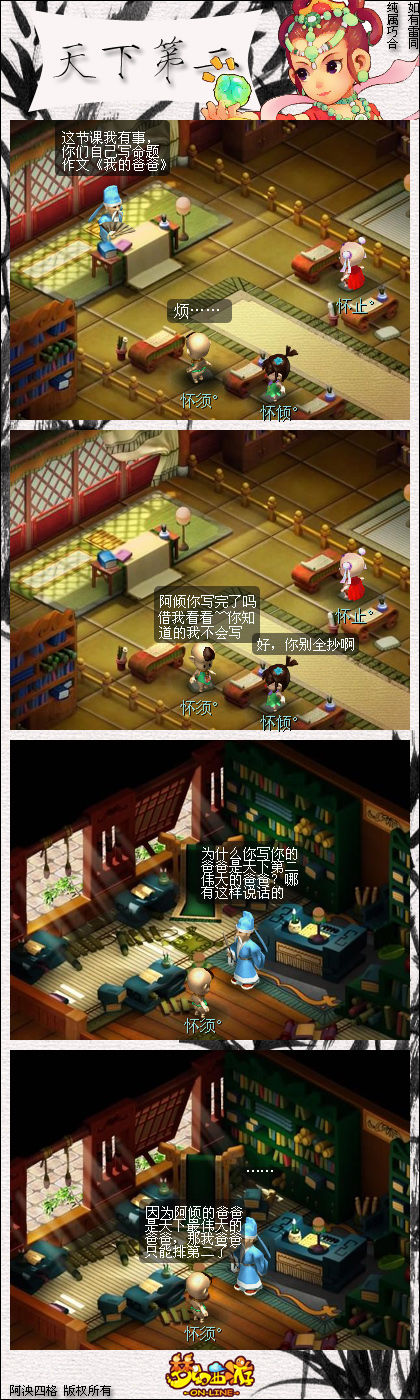 天下第二
如有雷同
纯属巧合
这节课我有事，
你们自己写命题
作文《我的爸爸》
烦……
怀止°
怀须°
怀倾°
阿倾你写完了吗
借我看看~你知
道的我不会写
好，你别全抄啊
怀止°
怀须°
怀倾°
为什么你写你的
爸爸是天下第二
伟大的爸爸？哪
有这样说话的
怀须°
……
因为阿倾的爸爸
是天下最伟大的
爸爸，那我爸爸
只能排第二了~
怀须°
梦幻西游
ON-LINE
阿泱四格 版权所有